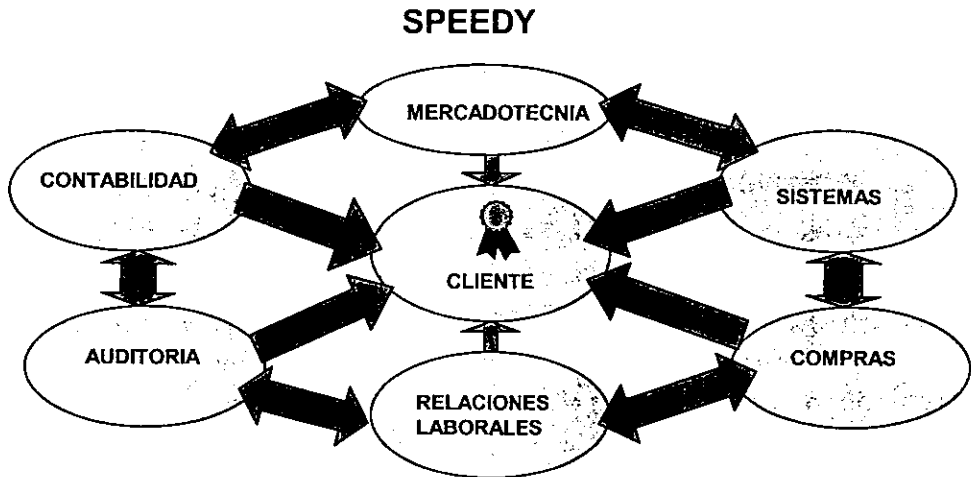 SPEEDY
MERCADOTECNIA
CONTABILIDAD
SISTEMAS
CLIENTE
AUDITORIA
COMPRAS
RELACIONES
LABORALES